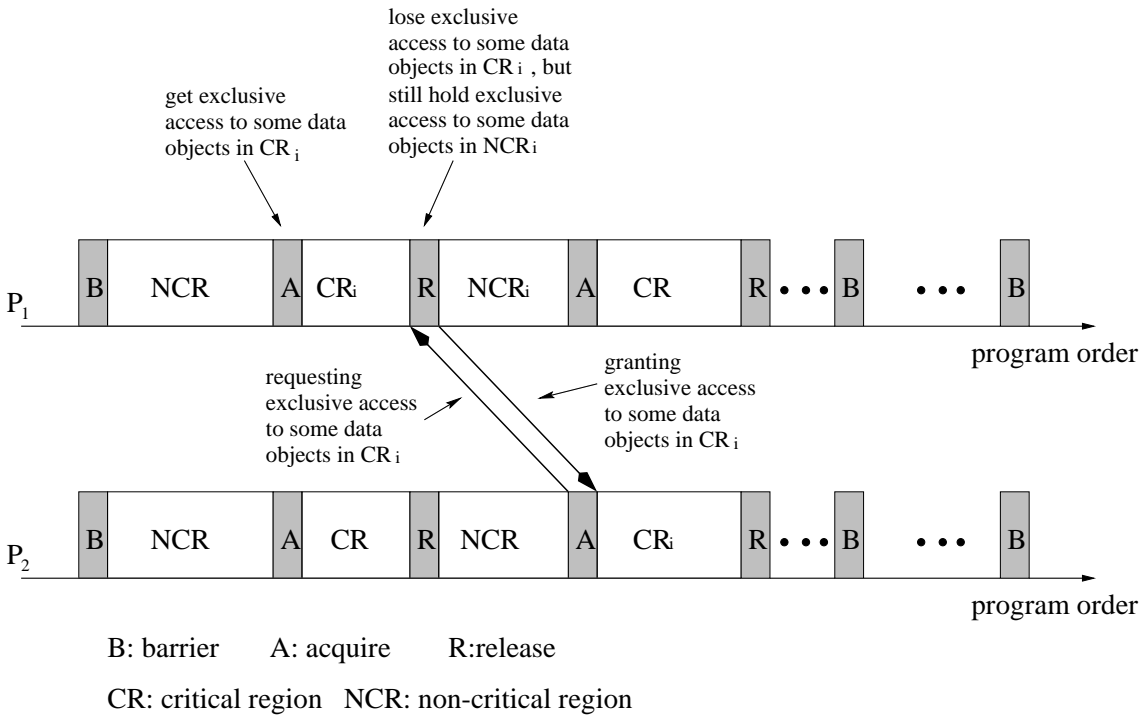 lose exclusive
access to some data
objects in CR i , but
still hold exclusive
access to some data
objects in NCR i
get exclusive
access to some data
objects in CR i
P1
B NCR A CRi R NCRi A CR R • • • B • • • B
program order
requesting
exclusive access
to some data
objects in CR i
granting
exclusive access
to some data
objects in CR i
P2
B NCR A CR R NCR A CRi R • • • B • • • B
program order
B: barrier A: acquire R:release
CR: critical region NCR: non-critical region